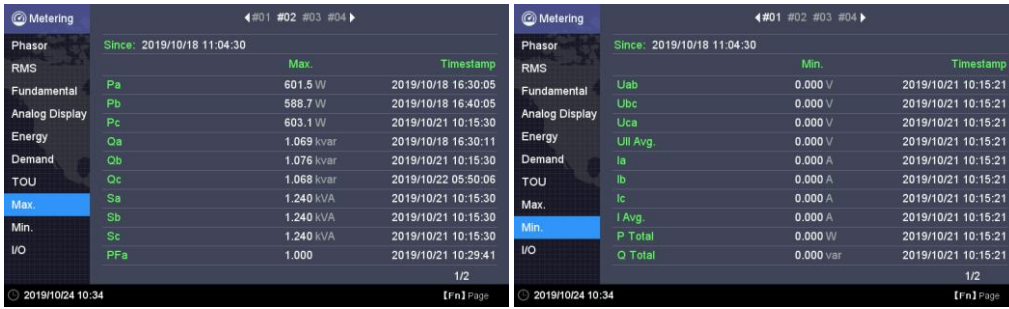 Metering
#01 #02 #03 #04
Phasor
RMS
Fundamental
Analog Display
Energy
Demand
TOU
Max.
Min.
I/O
Since: 2019/10/18 11:04:30
Max. Timestamp
Pa 601.5 W 2019/10/18 16:30:05
Pb 588.7 W 2019/10/18 16:40:05
Pc 603.1 W 2019/10/21 10:15:30
Qa 1.069 kvar 2019/10/18 16:30:11
Qb 1.076 kvar 2019/10/21 10:15:30
Qc 1.068 kvar 2019/10/22 05:50:06
Sa 1.240 kVA 2019/10/21 10:15:30
Sb 1.240 kVA 2019/10/21 10:15:30
Sc 1.240 kVA 2019/10/21 10:15:30
PFa 1.000 2019/10/21 10:29:41
1/2
2019/10/24 10:34 【Fn】Page
Metering
#01 #02 #03 #04
Phasor
RMS
Fundamental
Analog Display
Energy
Demand
TOU
Max.
Min.
I/O
Since: 2019/10/18 11:04:30
Min. Timestamp
Uab 0.000 V 2019/10/21 10:15:21
Ubc 0.000 V 2019/10/21 10:15:21
Uca 0.000 V 2019/10/21 10:15:21
Ull Avg. 0.000 V 2019/10/21 10:15:21
Ia 0.000 A 2019/10/21 10:15:21
Ib 0.000 A 2019/10/21 10:15:21
Ic 0.000 A 2019/10/21 10:15:21
I Avg. 0.000 A 2019/10/21 10:15:21
P Total 0.000 W 2019/10/21 10:15:21
Q Total 0.000 var 2019/10/21 10:15:21
1/2
2019/10/24 10:34 【Fn】Page